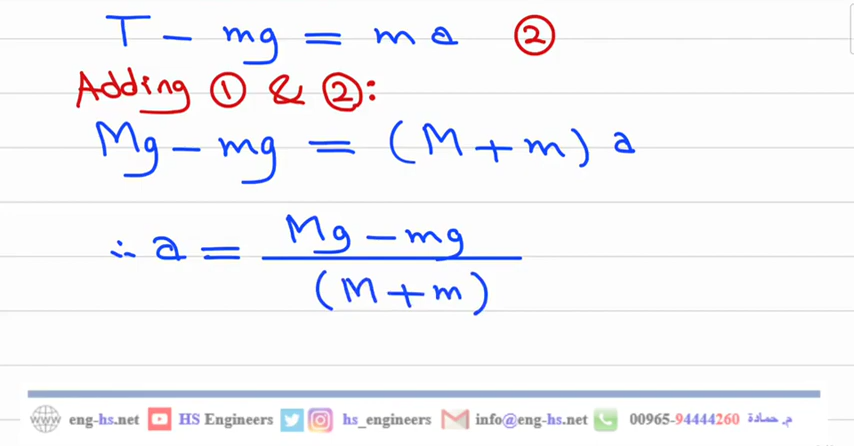 T - mg = ma ②
Adding ① & ②:
Mg - mg = (M + m) a
∴ a = Mg - mg / (M + m)
eng-hs.net HS Engineers hs_engineers info@eng-hs.net 00965-94444260 م. حمادة